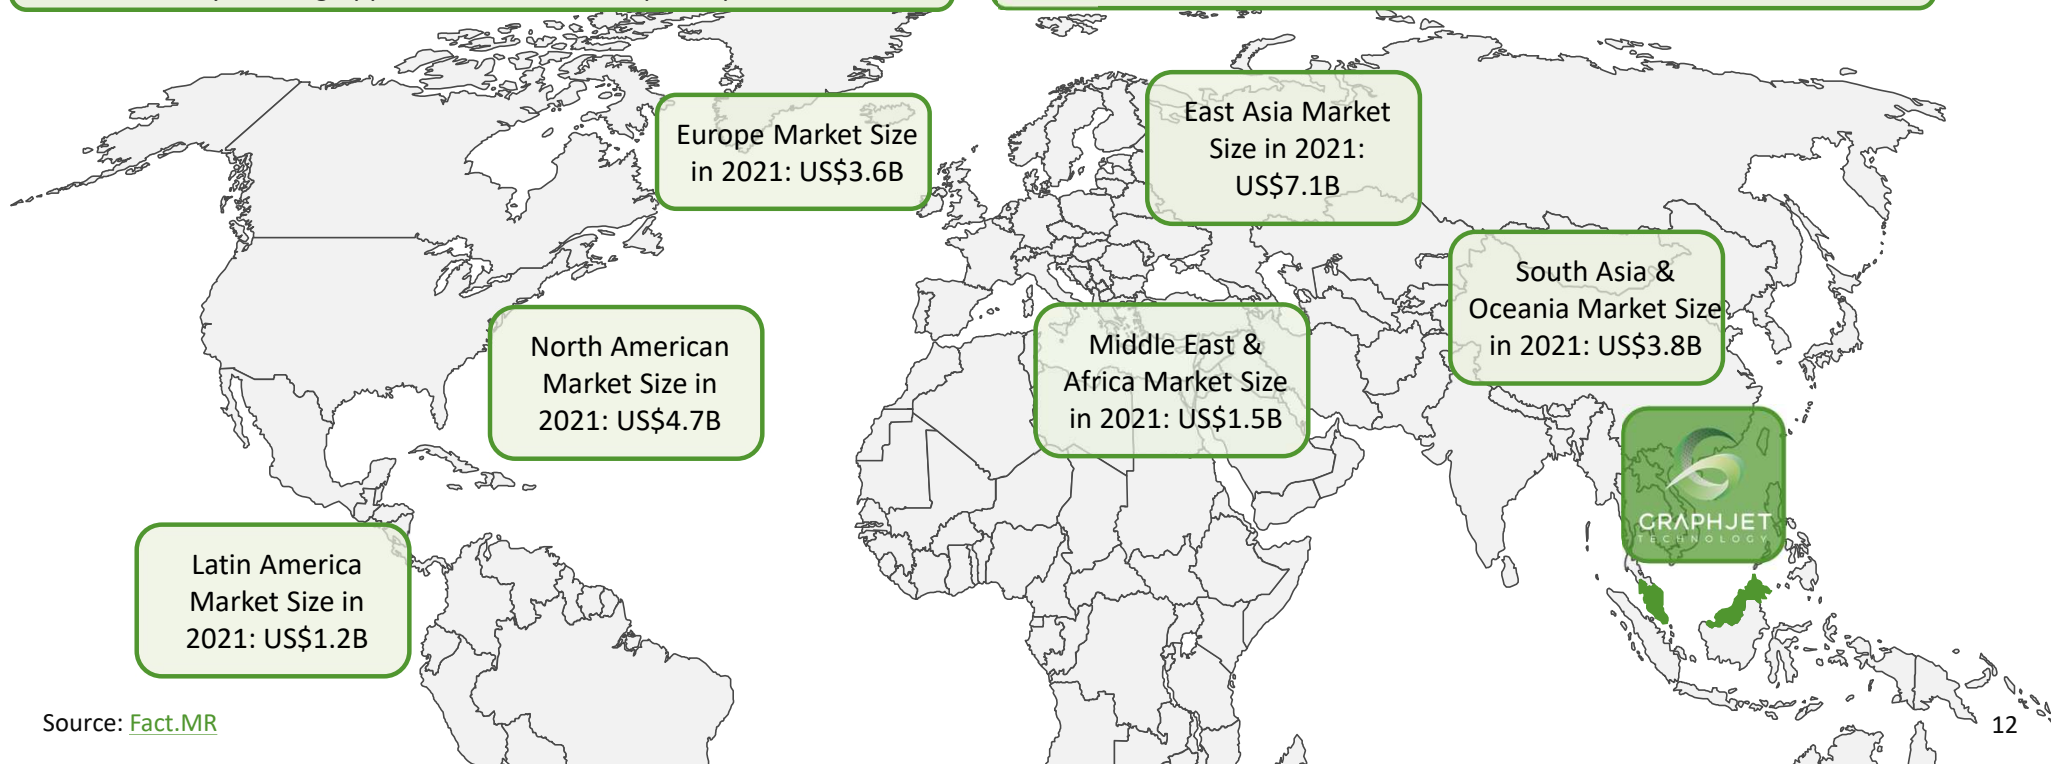 Europe Market Size
in 2021: US$3.6B
East Asia Market
Size in 2021:
US$7.1B
South Asia &
Oceania Market Size
in 2021: US$3.8B
North American
Market Size in
2021: US$4.7B
Middle East &
Africa Market Size
in 2021: US$1.5B
GRAPHJET
TECHNOLOGY
Latin America
Market Size in
2021: US$1.2B
Source: Fact.MR
12